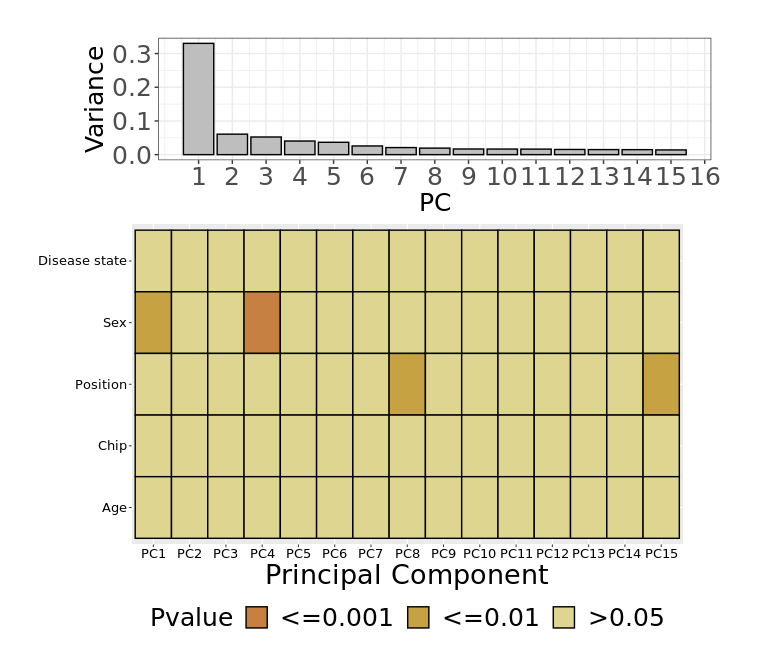 Variance
0.3
0.2
0.1
0.0
1 2 3 4 5 6 7 8 9 10 11 12 13 14 15 16
PC
Disease state
Sex
Position
Chip
Age
PC1 PC2 PC3 PC4 PC5 PC6 PC7 PC8 PC9 PC10 PC11 PC12 PC13 PC14 PC15
Principal Component
Pvalue <=0.001 <=0.01 >0.05